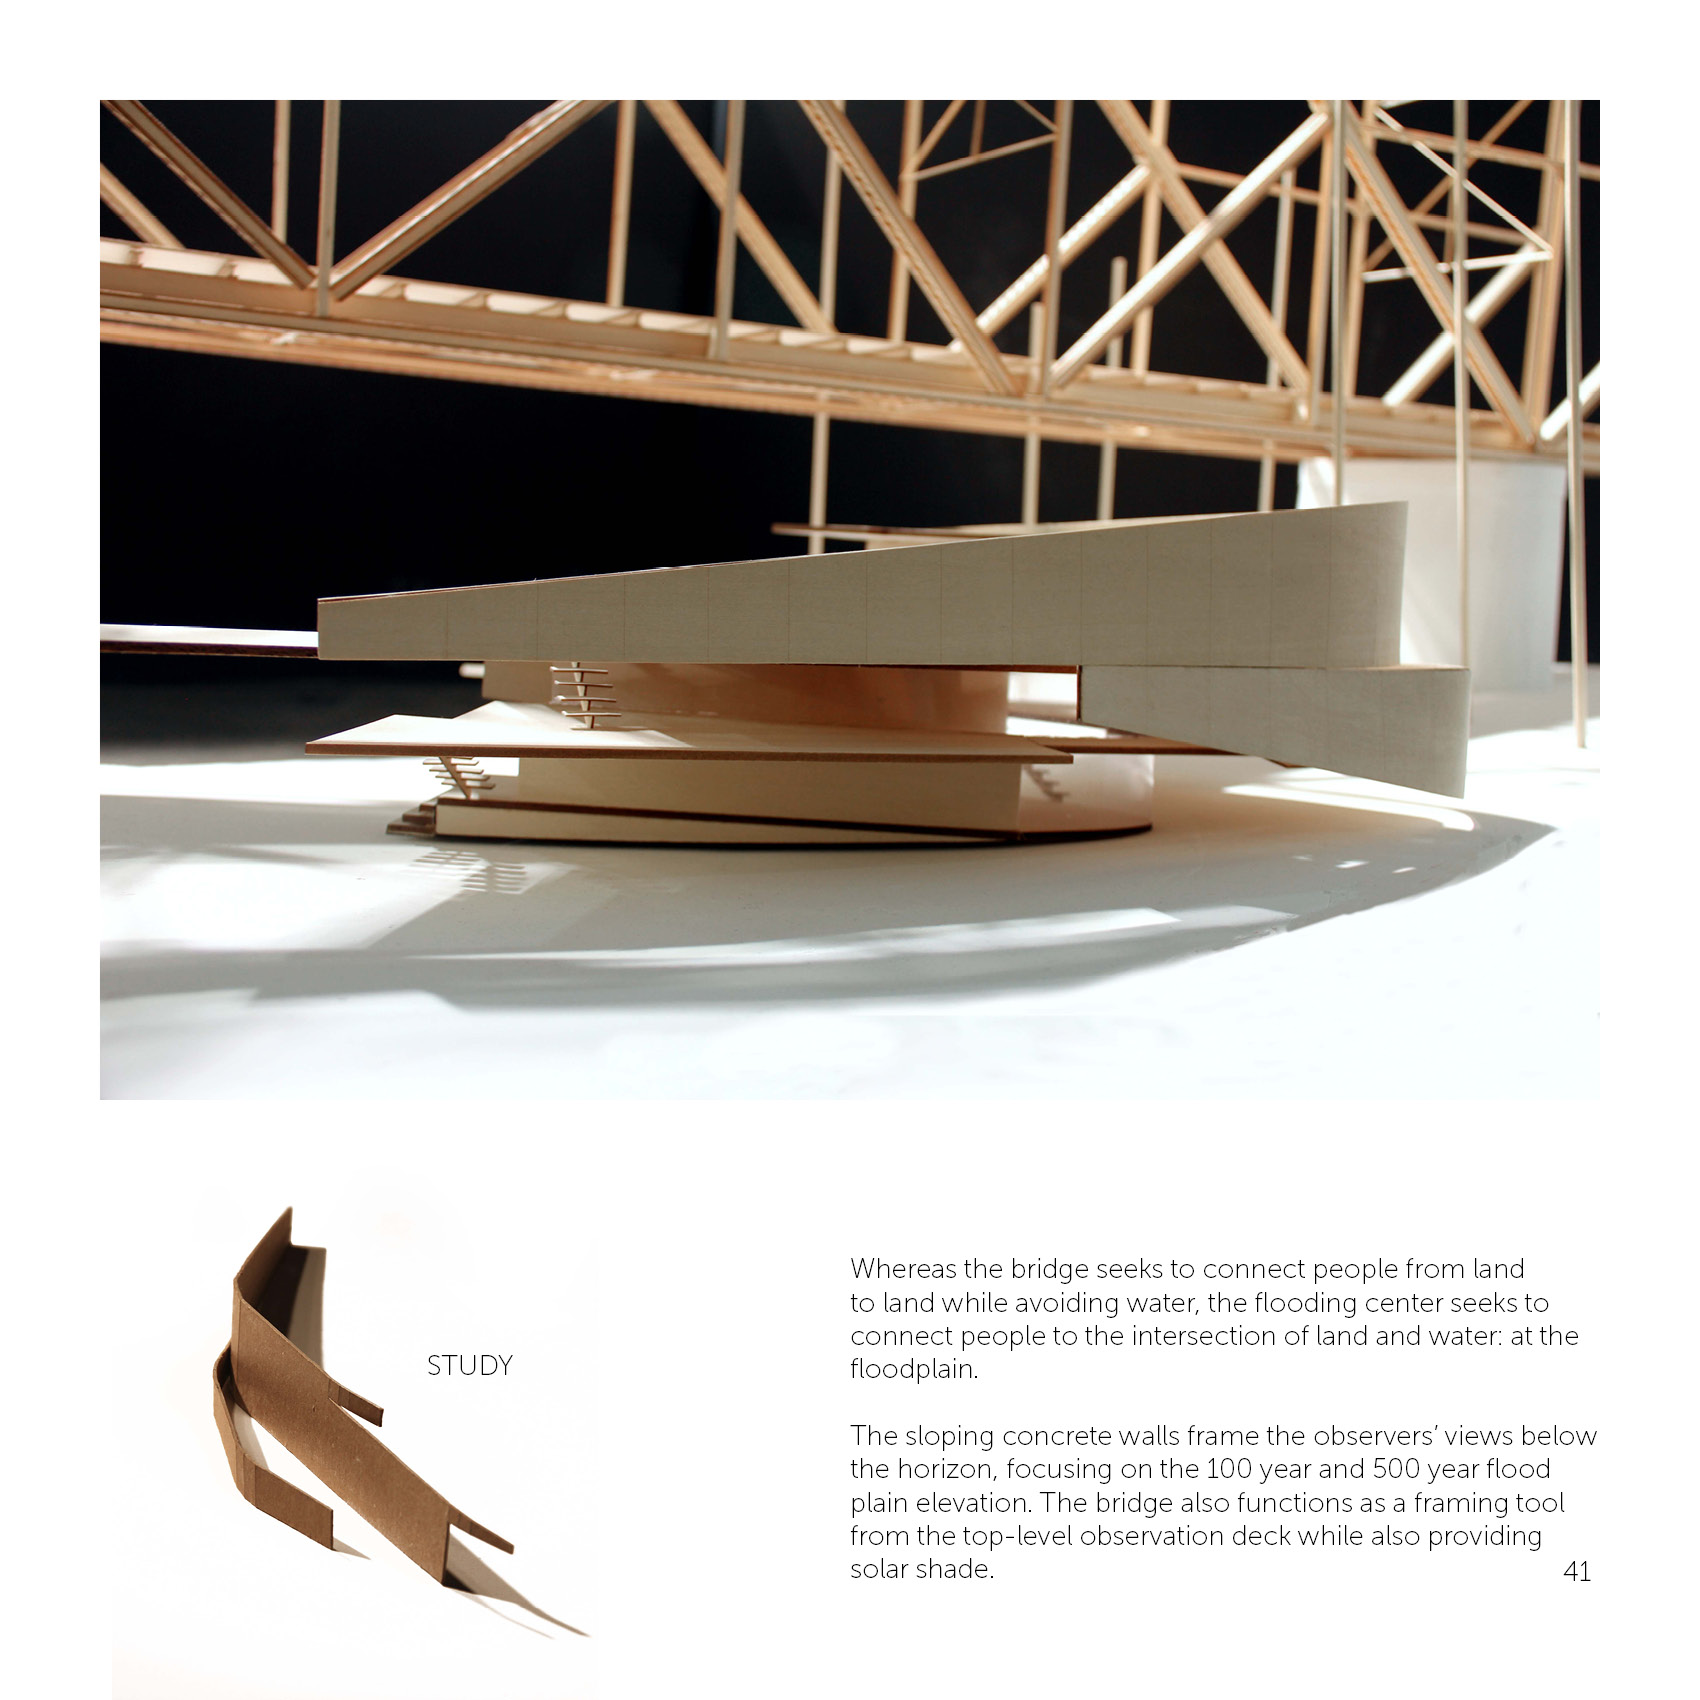 STUDY
Whereas the bridge seeks to connect people from land
to land while avoiding water, the flooding center seeks to
connect people to the intersection of land and water: at the
floodplain.
The sloping concrete walls frame the observers’ views below
the horizon, focusing on the 100 year and 500 year flood
plain elevation. The bridge also functions as a framing tool
from the top-level observation deck while also providing
solar shade.
41